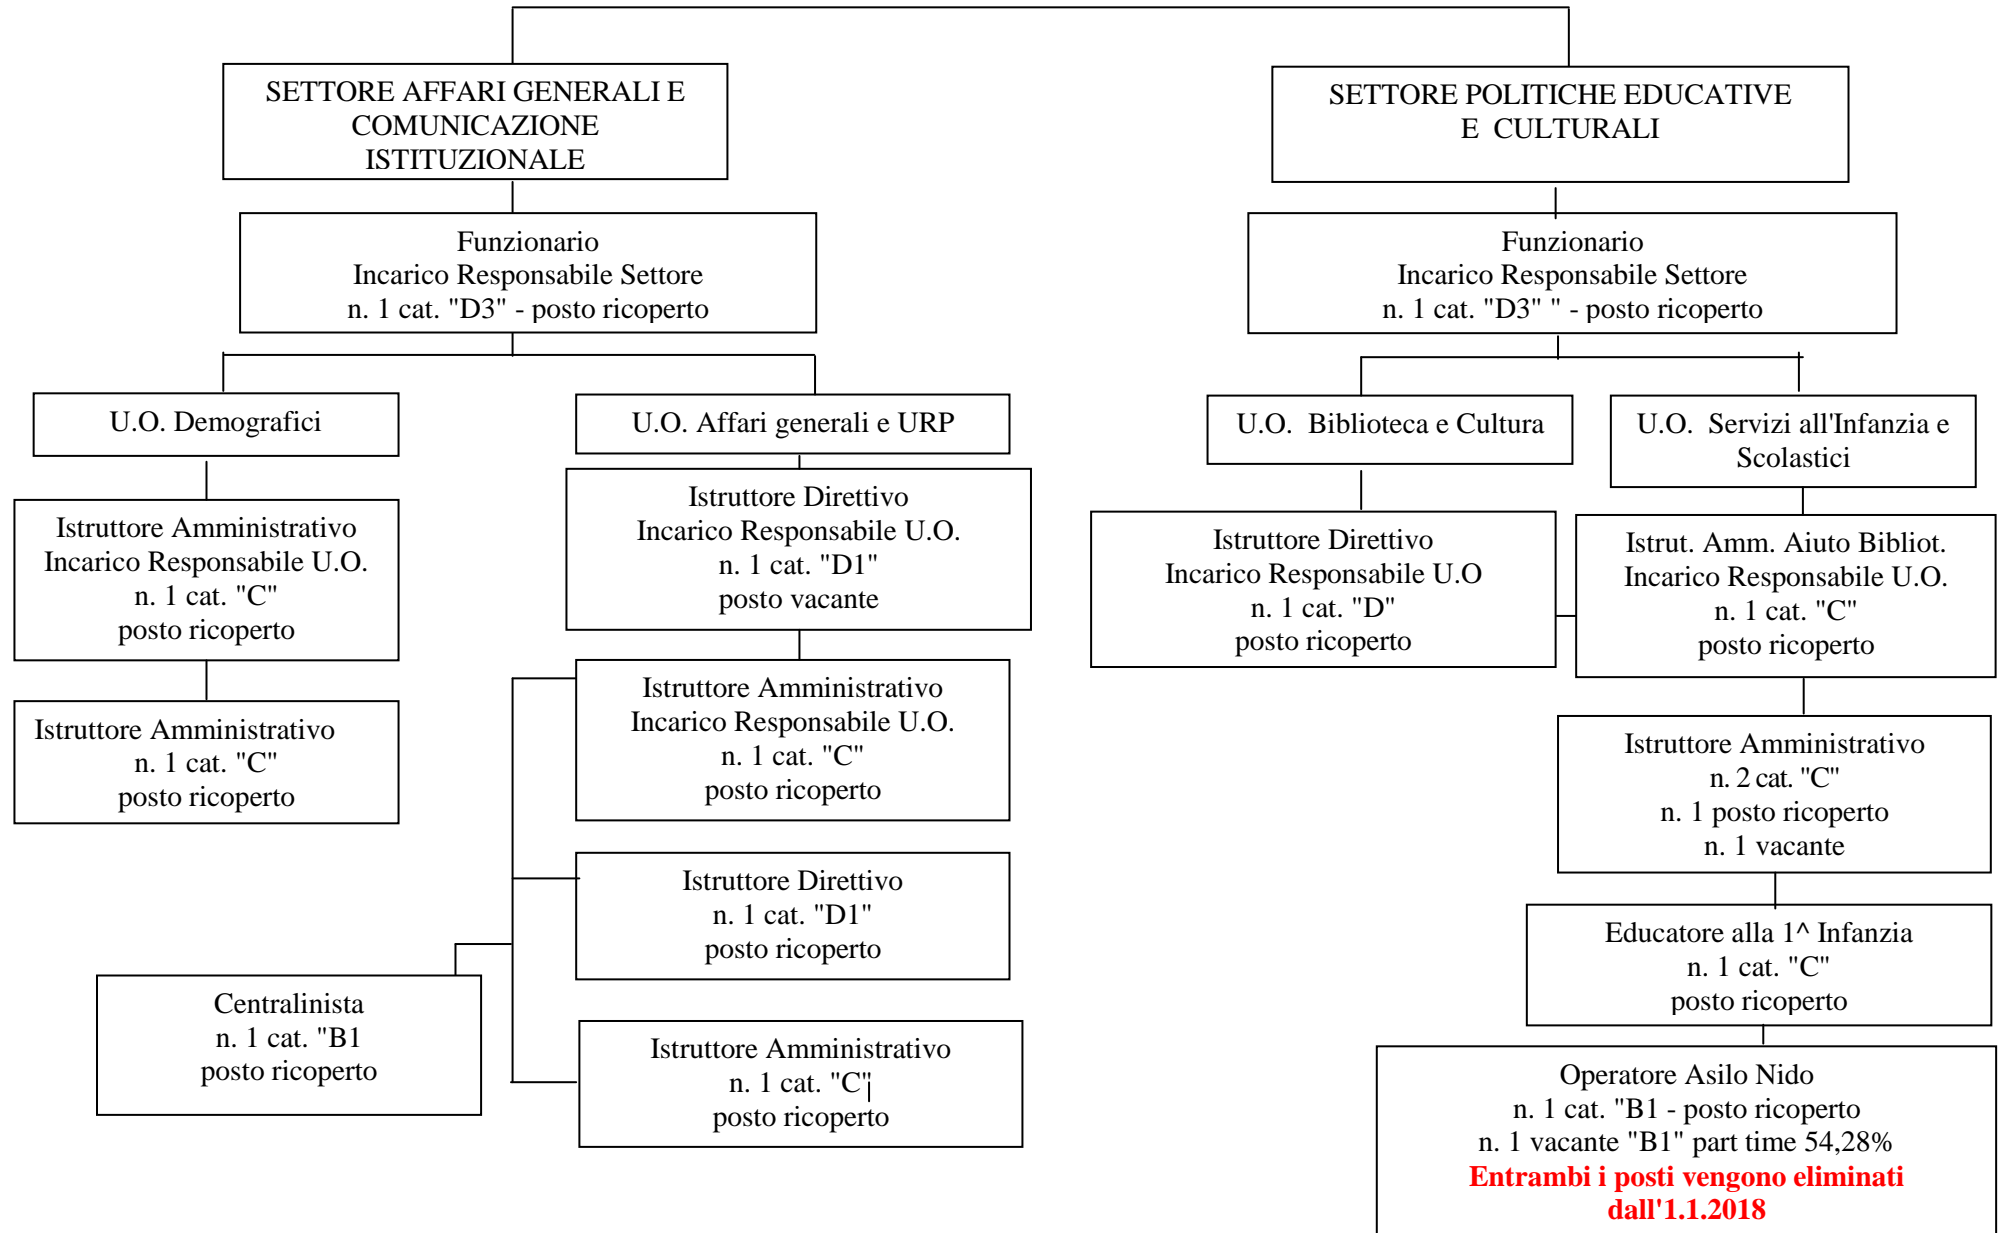 SETTORE AFFARI GENERALI E
COMUNICAZIONE
ISTITUZIONALE
Funzionario
Incarico Responsabile Settore
n. 1 cat. "D3" - posto ricoperto
U.O. Demografici
Istruttore Amministrativo
Incarico Responsabile U.O.
n. 1 cat. "C"
posto ricoperto
Istruttore Amministrativo
n. 1 cat. "C"
posto ricoperto
U.O. Affari generali e URP
Istruttore Direttivo
Incarico Responsabile U.O.
n. 1 cat. "D1"
posto vacante
Istruttore Amministrativo
Incarico Responsabile U.O.
n. 1 cat. "C"
posto ricoperto
Istruttore Direttivo
n. 1 cat. "D1"
posto ricoperto
Centralinista
n. 1 cat. "B1
posto ricoperto
Istruttore Amministrativo
n. 1 cat. "C"
posto ricoperto
SETTORE POLITICHE EDUCATIVE
E CULTURALI
Funzionario
Incarico Responsabile Settore
n. 1 cat. "D3" " - posto ricoperto
U.O. Biblioteca e Cultura
Istruttore Direttivo
Incarico Responsabile U.O
n. 1 cat. "D"
posto ricoperto
U.O. Servizi all'Infanzia e
Scolastici
Istrut. Amm. Aiuto Bibliot.
Incarico Responsabile U.O.
n. 1 cat. "C"
posto ricoperto
Istruttore Amministrativo
n. 2 cat. "C"
n. 1 posto ricoperto
n. 1 vacante
Educatore alla 1^ Infanzia
n. 1 cat. "C"
posto ricoperto
Operatore Asilo Nido
n. 1 cat. "B1 - posto ricoperto
n. 1 vacante "B1" part time 54,28%
Entrambi i posti vengono eliminati
dall'1.1.2018